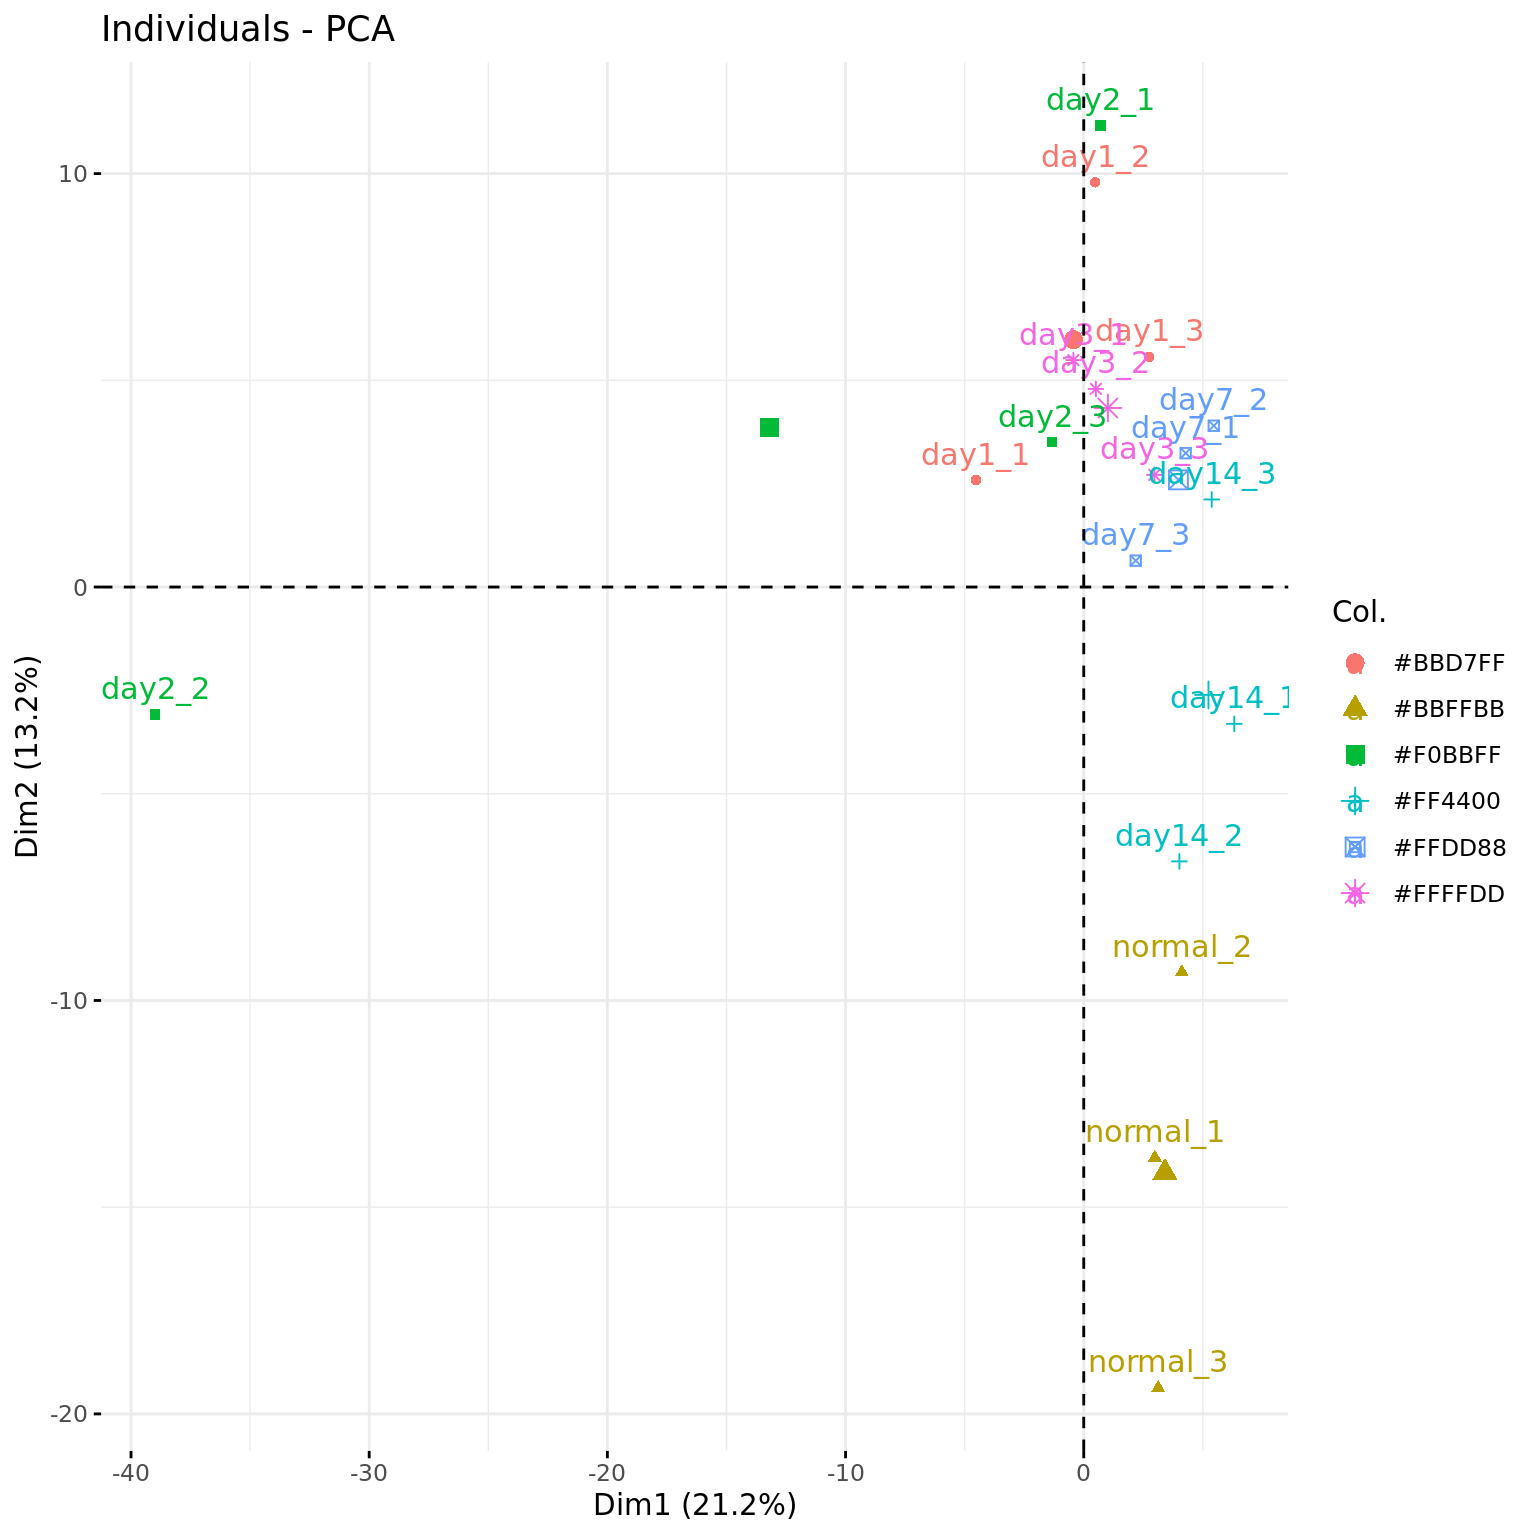 Individuals - PCA
day2_1
10
day1_2
day3_1
day1_3
day3_2
day7_2
day2_3
day7_1
day1_1
day3_3
day14_3
day7_3
0
Col.
#BBD7FF
day2_2
day14_1
#BBFFBB
Dim2 (13.2%)
#F0BBFF
#FF4400
day14_2
#FFDD88
#FFFFDD
normal_2
-10
normal_1
normal_3
-20
-40
-30
-20
-10
0
Dim1 (21.2%)